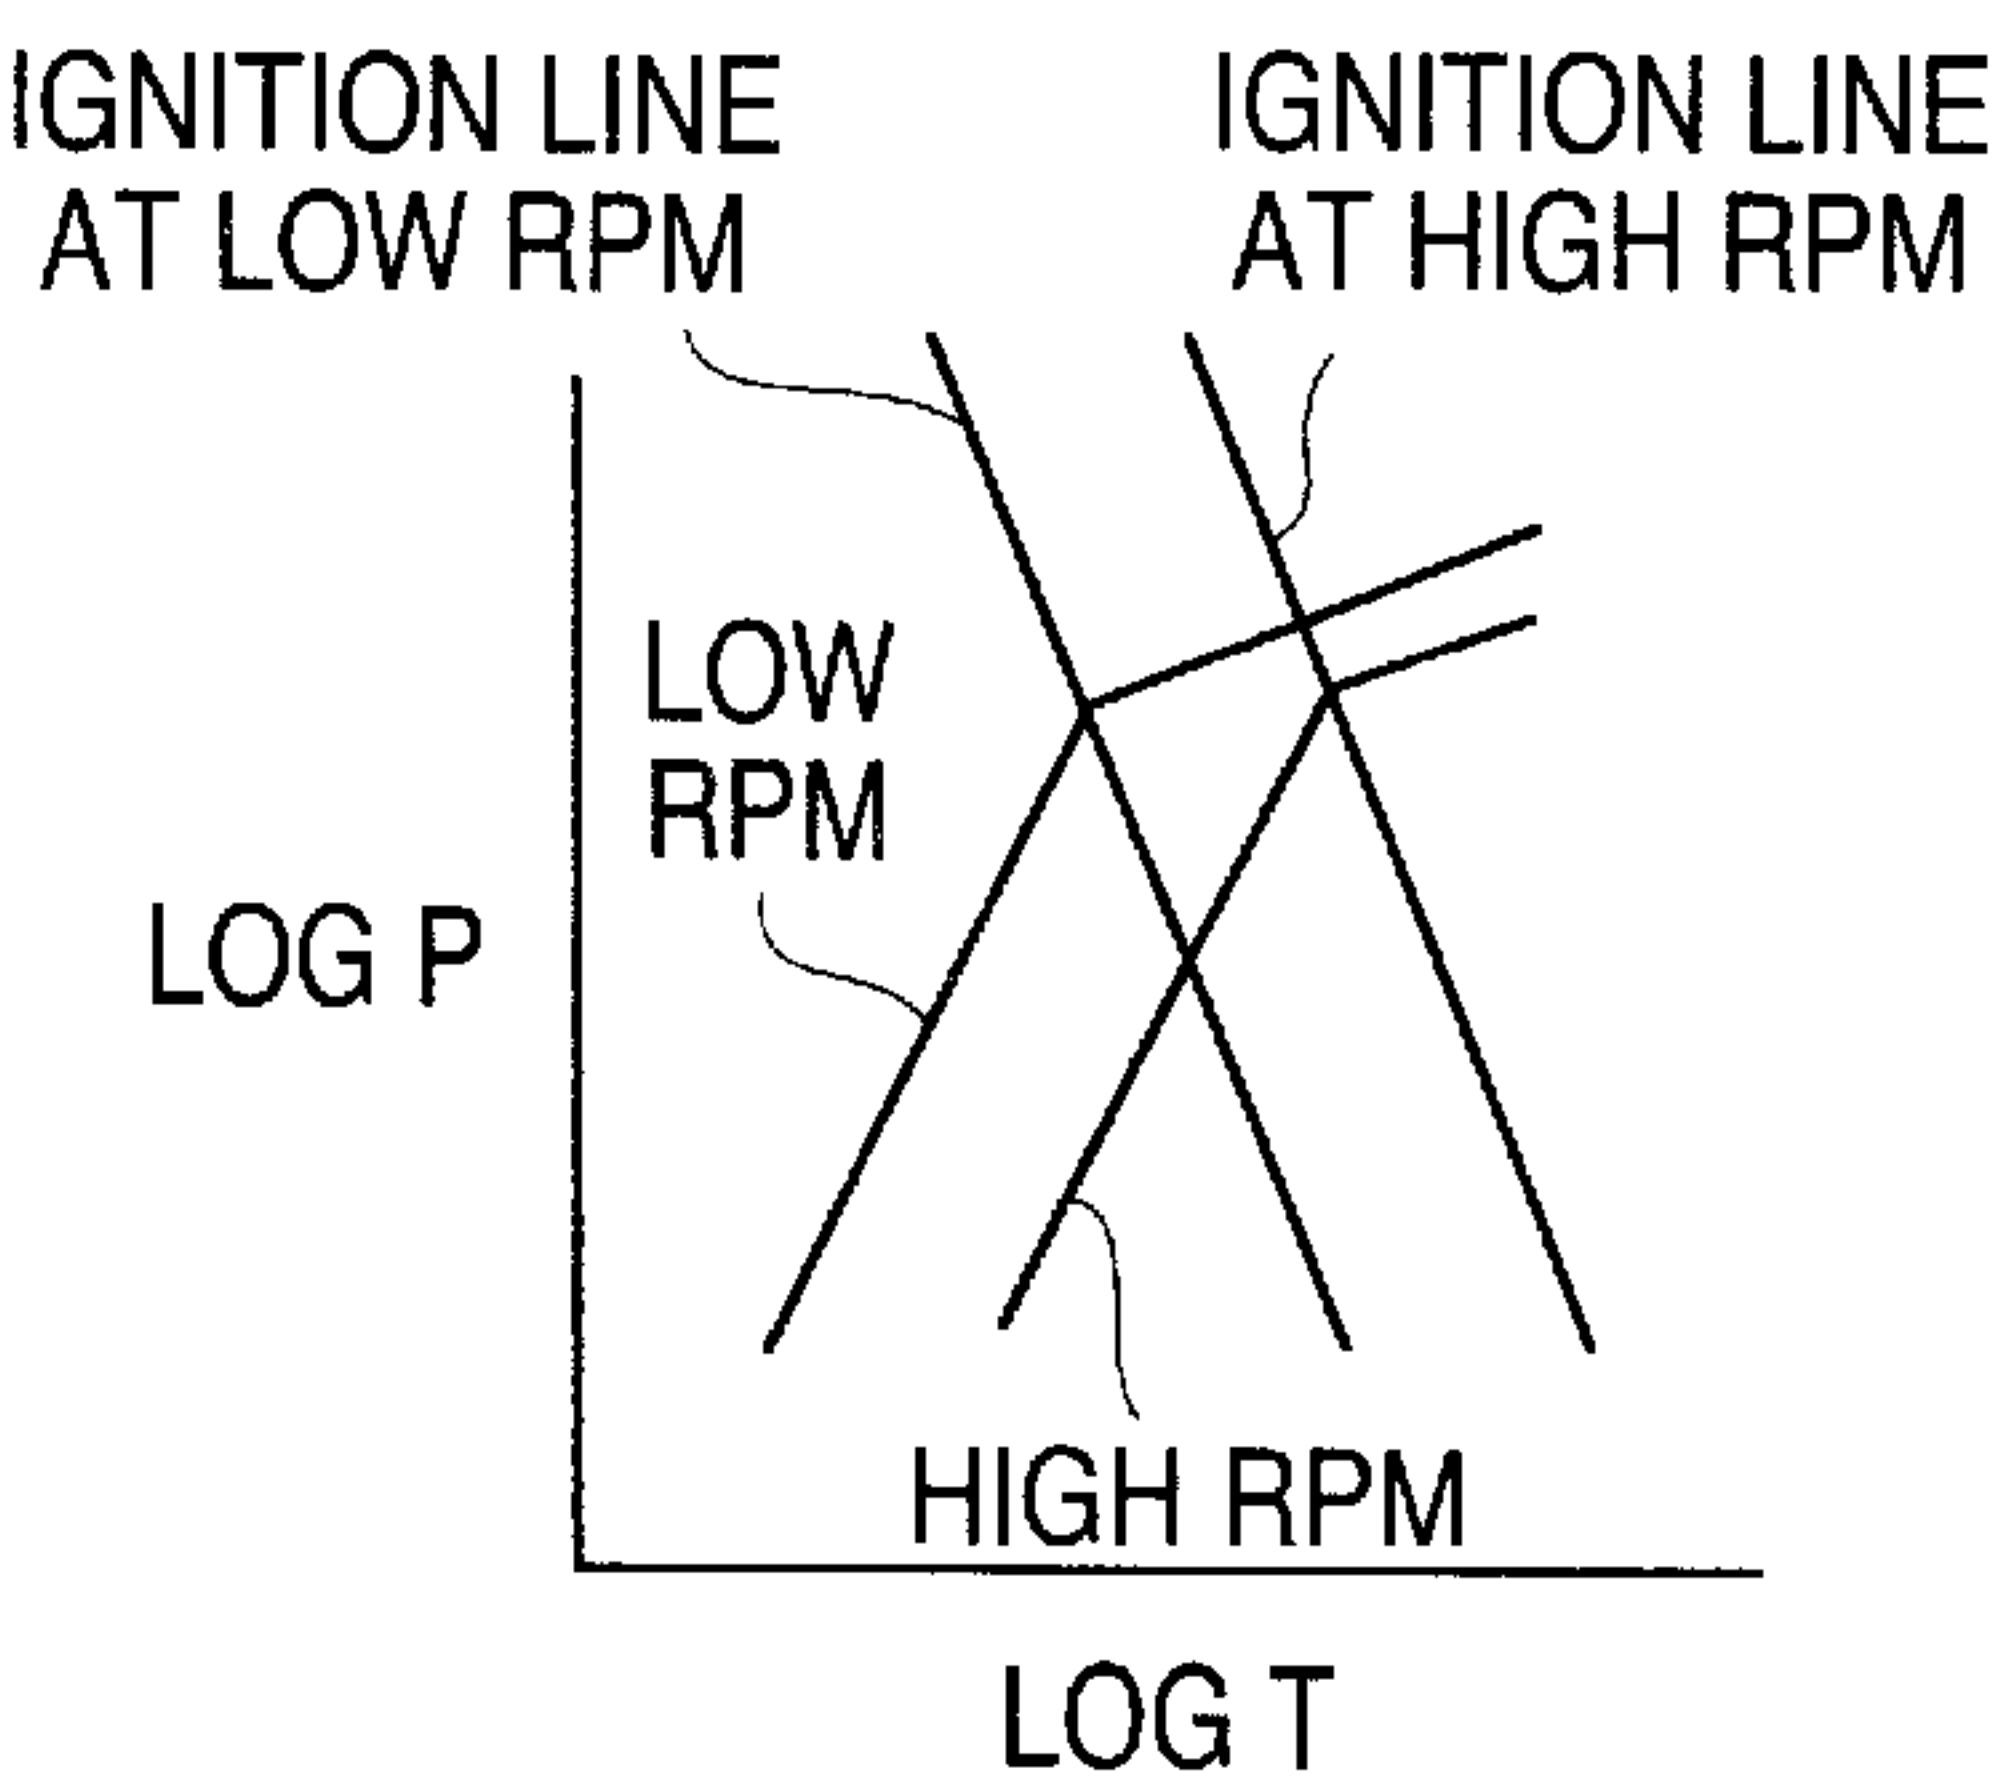 IGNITION LINE
AT LOW RPM
IGNITION LINE
AT HIGH RPM
LOW
RPM
LOG P
HIGH RPM
LOG T